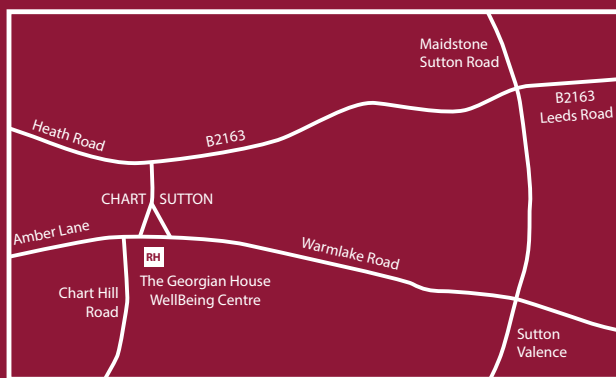 Maidstone
Sutton Road
B2163
Leeds Road
Heath Road
B2163
CHART SUTTON
Amber Lane
Warmlake Road
RH
The Georgian House
WellBeing Centre
Chart Hill
Road
Sutton
Valence